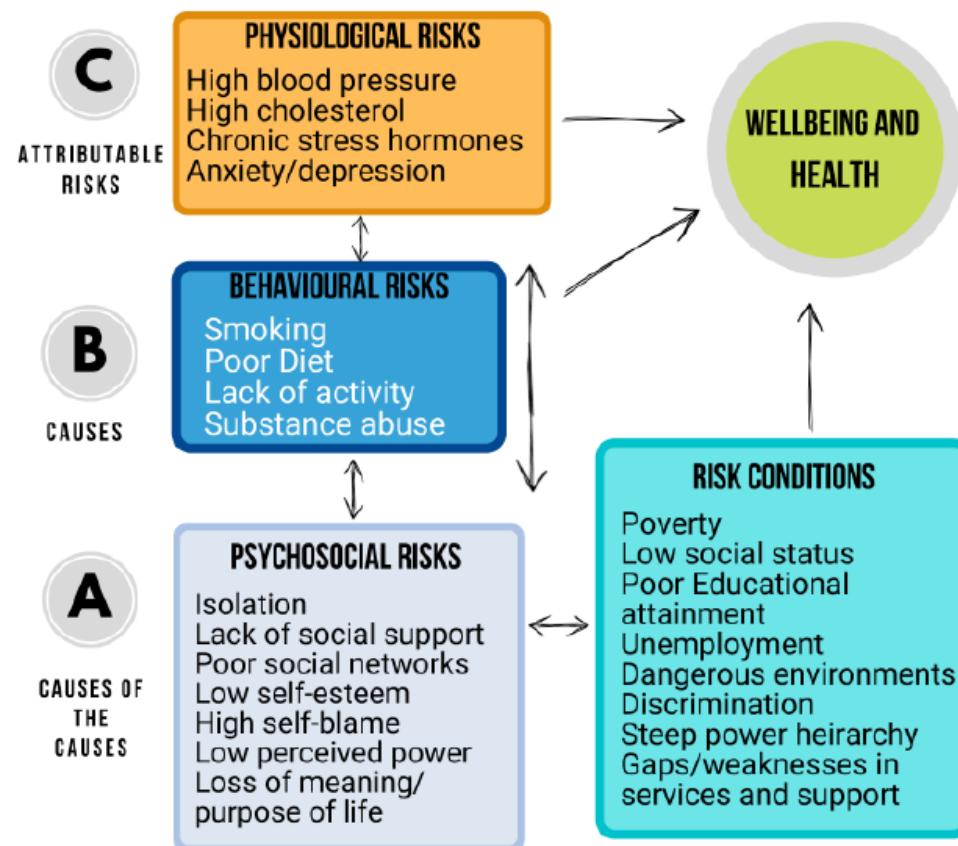 C
ATTRIBUTABLE
RISKS
PHYSIOLOGICAL RISKS
High blood pressure
High cholesterol
Chronic stress hormones
Anxiety/depression
WELLBEING AND
HEALTH
B
CAUSES
BEHAVIOURAL RISKS
Smoking
Poor Diet
Lack of activity
Substance abuse
A
CAUSES OF
THE
CAUSES
PSYCHOSOCIAL RISKS
Isolation
Lack of social support
Poor social networks
Low self-esteem
High self-blame
Low perceived power
Loss of meaning/
purpose of life
RISK CONDITIONS
Poverty
Low social status
Poor Educational
attainment
Unemployment
Dangerous environments
Discrimination
Steep power heirarchy
Gaps/weaknesses in
services and support